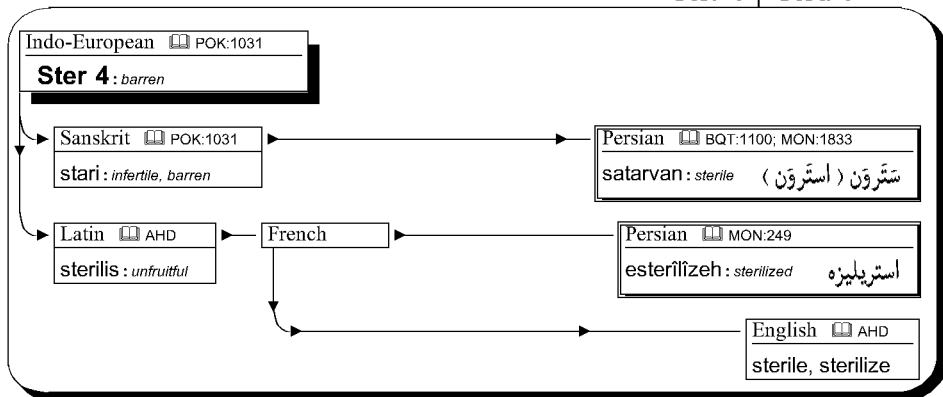 Indo-European 🕮 POK:1031
Ster 4 : barren
Sanskrit 🕮 POK:1031
stari : infertile, barren
Persian 🕮 BQT:1100; MON:1833
satarvan : sterile سَتَروَن ( استَروَن )
Latin 🕮 AHD
sterilis : unfruitful
French
Persian 🕮 MON:249
esterîlîzeh : sterilized استریلیزه
English 🕮 AHD
sterile, sterilize